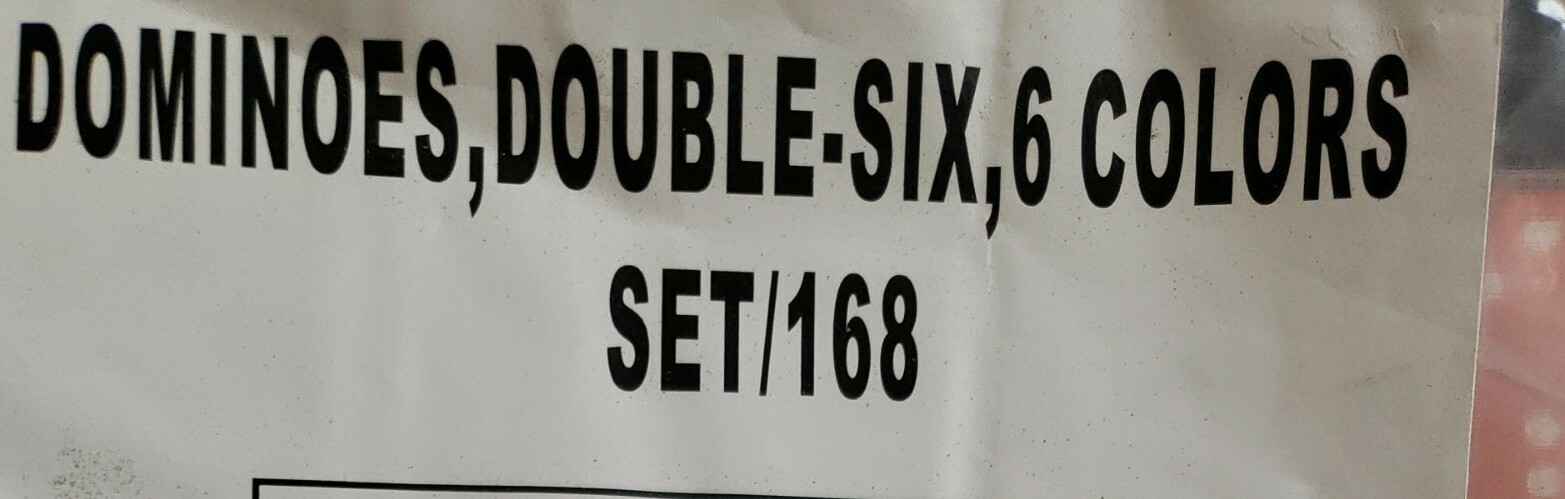 DOMINOES,DOUBLE-SIX,6 COLORS
SET/168